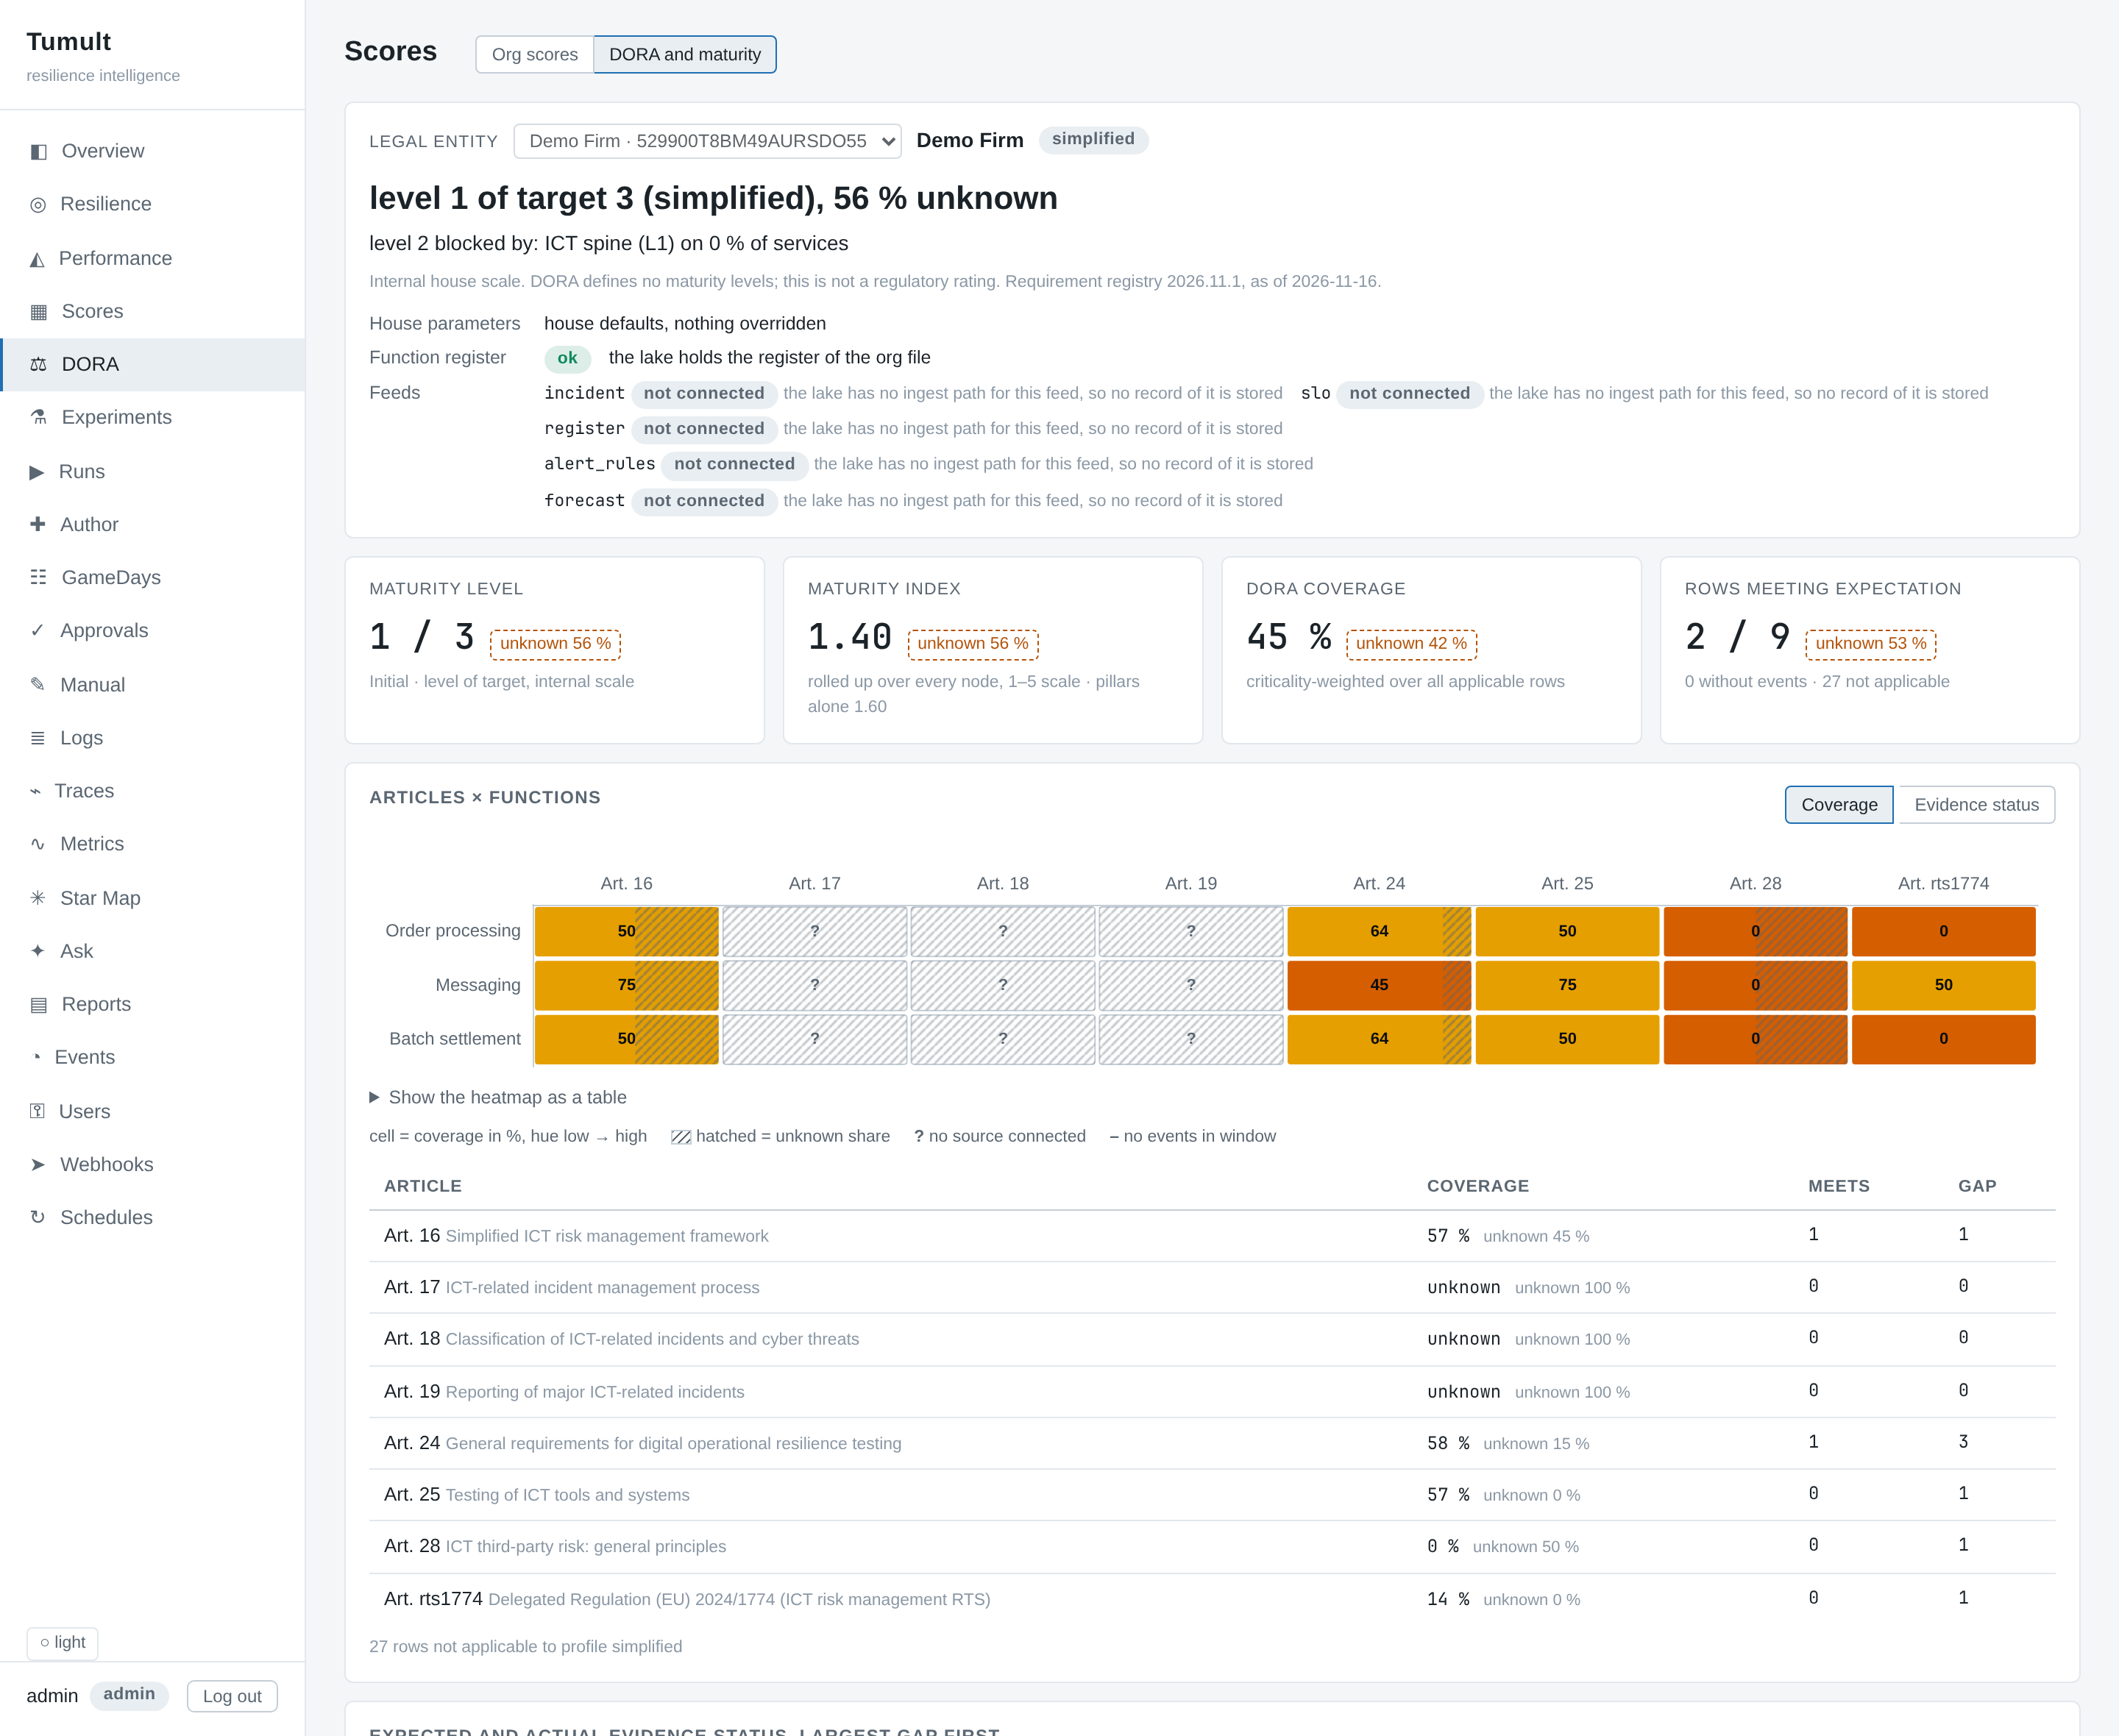 Tumult
resilience intelligence
Overview
Resilience
Performance
Scores
DORA
Experiments
Runs
Author
GameDays
Approvals
Manual
Logs
Traces
Metrics
Star Map
Ask
Reports
Events
Users
Webhooks
Schedules
○ light
admin admin Log out
Scores Org scores DORA and maturity
LEGAL ENTITY Demo Firm · 529900T8BM49AURSDO55 Demo Firm simplified
level 1 of target 3 (simplified), 56 % unknown
level 2 blocked by: ICT spine (L1) on 0 % of services
Internal house scale. DORA defines no maturity levels; this is not a regulatory rating. Requirement registry 2026.11.1, as of 2026-11-16.
House parameters house defaults, nothing overridden
Function register ok the lake holds the register of the org file
Feeds incident not connected the lake has no ingest path for this feed, so no record of it is stored slo not connected the lake has no ingest path for this feed, so no record of it is stored
register not connected the lake has no ingest path for this feed, so no record of it is stored
alert_rules not connected the lake has no ingest path for this feed, so no record of it is stored
forecast not connected the lake has no ingest path for this feed, so no record of it is stored
MATURITY LEVEL
1 / 3 unknown 56 %
Initial · level of target, internal scale
MATURITY INDEX
1.40 unknown 56 %
rolled up over every node, 1–5 scale · pillars
alone 1.60
DORA COVERAGE
45 % unknown 42 %
criticality-weighted over all applicable rows
ROWS MEETING EXPECTATION
2 / 9 unknown 53 %
0 without events · 27 not applicable
ARTICLES × FUNCTIONS Coverage Evidence status
Art. 16 Art. 17 Art. 18 Art. 19 Art. 24 Art. 25 Art. 28 Art. rts1774
Order processing 50 ? ? ? 64 50 0 0
Messaging 75 ? ? ? 45 75 0 50
Batch settlement 50 ? ? ? 64 50 0 0
▶ Show the heatmap as a table
cell = coverage in %, hue low → high hatched = unknown share ? no source connected – no events in window
ARTICLE COVERAGE MEETS GAP
Art. 16 Simplified ICT risk management framework 57 % unknown 45 % 1 1
Art. 17 ICT-related incident management process unknown unknown 100 % 0 0
Art. 18 Classification of ICT-related incidents and cyber threats unknown unknown 100 % 0 0
Art. 19 Reporting of major ICT-related incidents unknown unknown 100 % 0 0
Art. 24 General requirements for digital operational resilience testing 58 % unknown 15 % 1 3
Art. 25 Testing of ICT tools and systems 57 % unknown 0 % 0 1
Art. 28 ICT third-party risk: general principles 0 % unknown 50 % 0 1
Art. rts1774 Delegated Regulation (EU) 2024/1774 (ICT risk management RTS) 14 % unknown 0 % 0 1
27 rows not applicable to profile simplified
EXPECTED AND ACTUAL EVIDENCE STATUS, LARGEST GAP FIRST